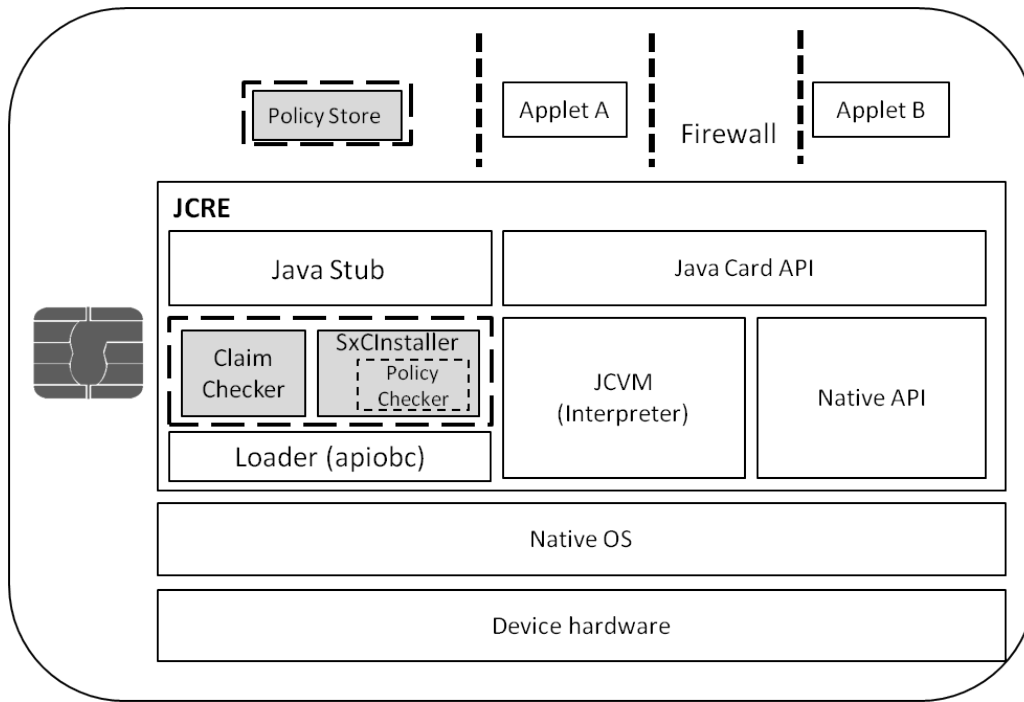 Policy Store
Applet A
Firewall
Applet B
JCRE
Java Stub
Java Card API
Claim
Checker
SxCInstaller
Policy
Checker
JCVM
(Interpreter)
Native API
Loader (apiobc)
Native OS
Device hardware